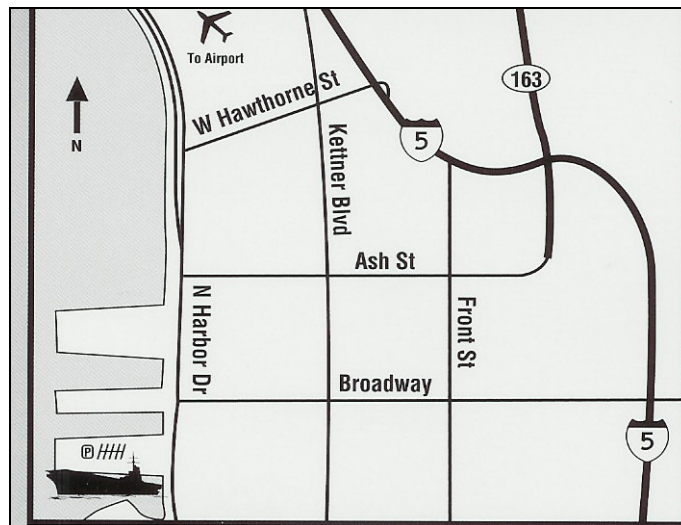 To Airport
163
W Hawthorne St
5
N
Kettner Blvd
Ash St
N Harbor Dr
Front St
Broadway
5
P